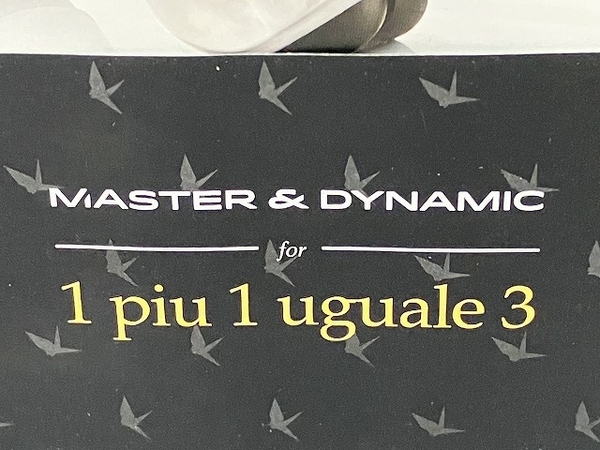 MASTER & DYNAMIC
for
1 piu 1 uguale 3